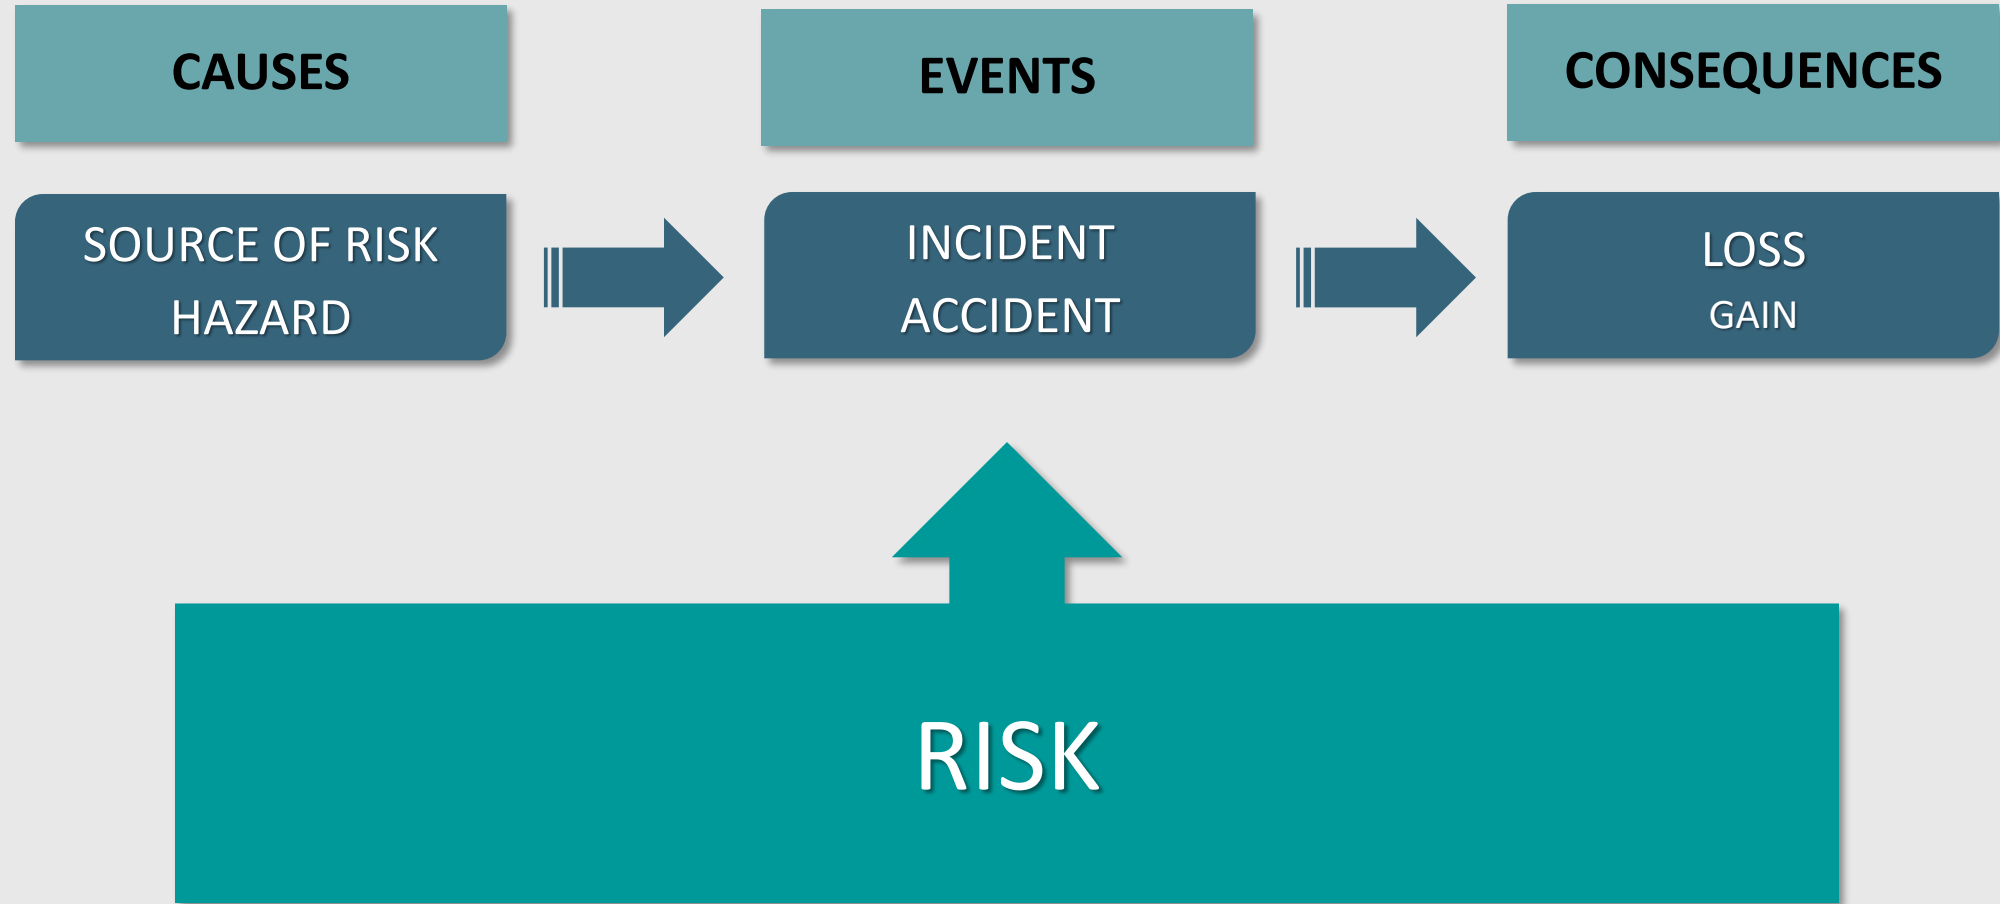 CAUSES
EVENTS
CONSEQUENCES
SOURCE OF RISK
HAZARD
INCIDENT
ACCIDENT
LOSS
GAIN
RISK